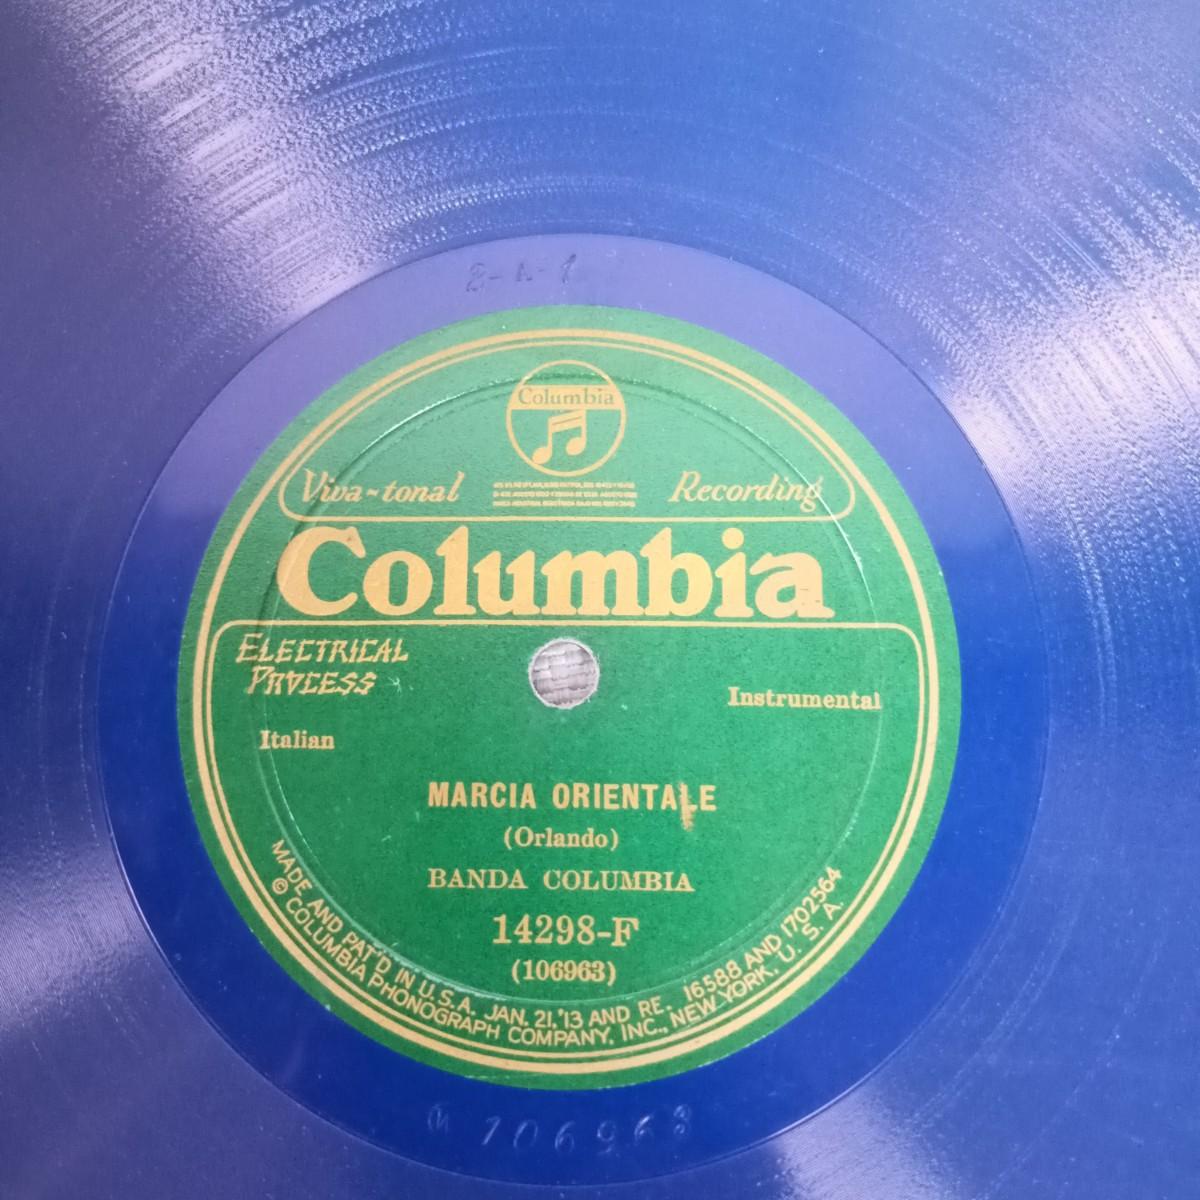 Columbia
Viva-tonal Recording
Columbia
ELECTRICAL
PROCESS
Instrumental
Italian
MARCIA ORIENTALE
(Orlando)
BANDA COLUMBIA
14298-F
(106963)
MADE AND PAT'D IN U.S.A. JAN. 21, '13 AND RE. 16588 AND 1702564
© COLUMBIA PHONOGRAPH COMPANY, INC., NEW YORK, U. S. A.
106963